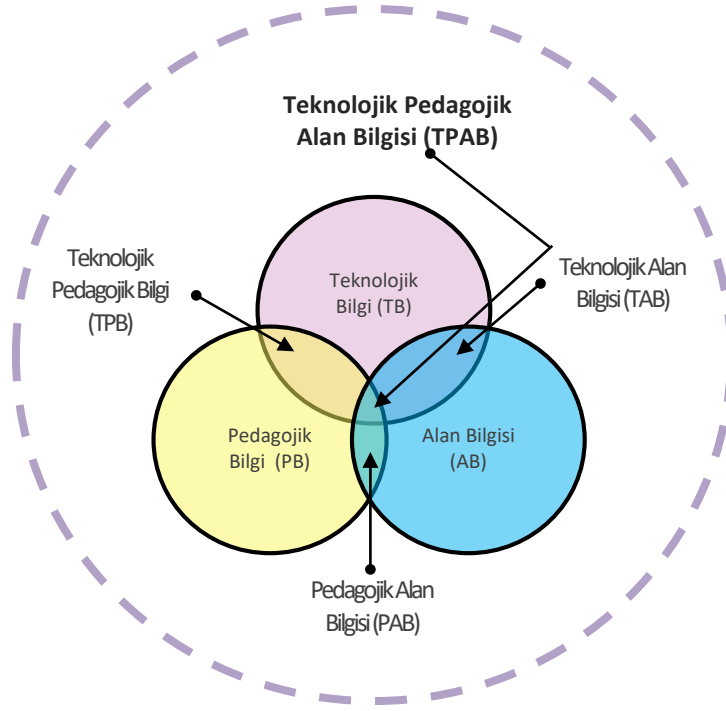 Teknolojik Pedagojik
Alan Bilgisi (TPAB)
Teknolojik
Pedagojik Bilgi
(TPB)
Teknolojik
Bilgi (TB)
Teknolojik Alan
Bilgisi (TAB)
Pedagojik
Bilgi (PB)
Alan Bilgisi
(AB)
Pedagojik Alan
Bilgisi (PAB)